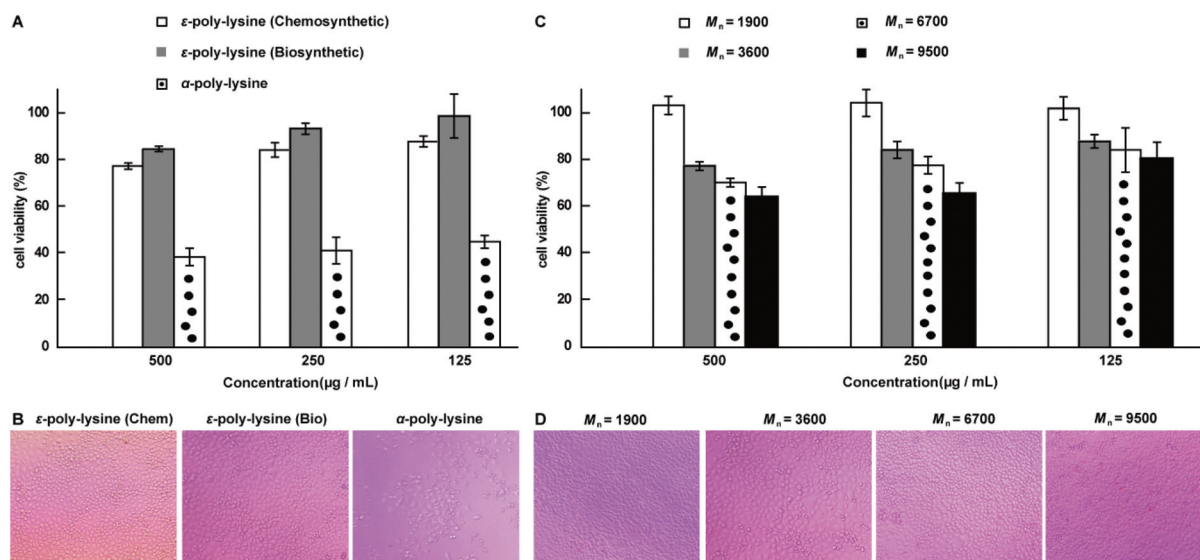 A
ε-poly-lysine (Chemosynthetic)
ε-poly-lysine (Biosynthetic)
α-poly-lysine
100
80
60
40
20
0
cell viability (%)
500 250 125
Concentration(μg / mL)
C
Mn = 1900 Mn = 6700
Mn = 3600 Mn = 9500
100
80
60
40
20
0
cell viability (%)
500 250 125
Concentration(μg / mL)
B ε-poly-lysine (Chem) ε-poly-lysine (Bio) α-poly-lysine
D Mn = 1900 Mn = 3600 Mn = 6700 Mn = 9500